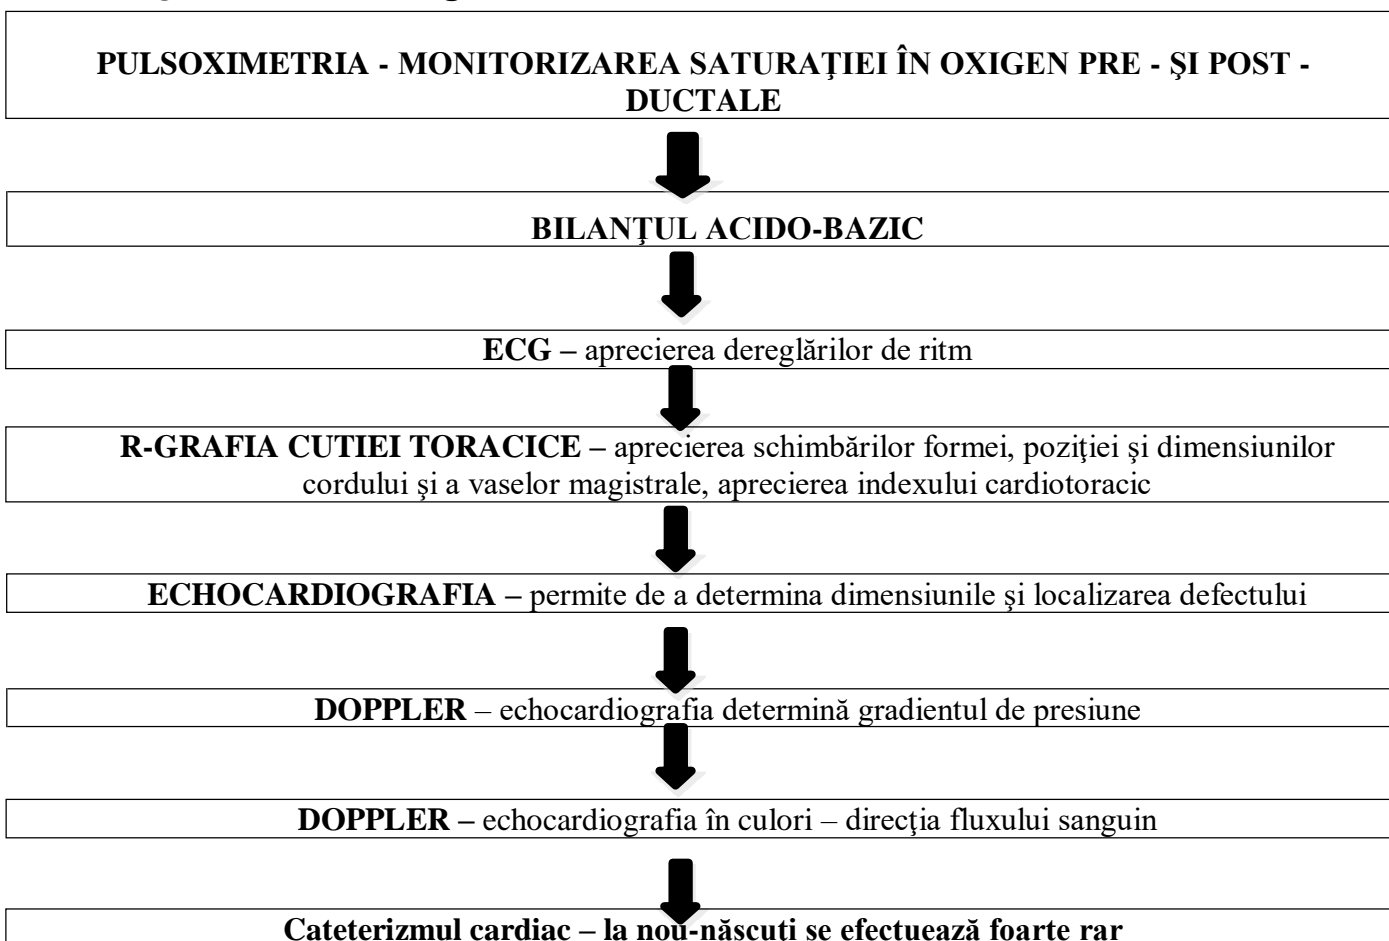 PULSOXIMETRIA - MONITORIZAREA SATURAŢIEI ÎN OXIGEN PRE - ŞI POST -
DUCTALE
BILANŢUL ACIDO-BAZIC
ECG – aprecierea dereglărilor de ritm
R-GRAFIA CUTIEI TORACICE – aprecierea schimbărilor formei, poziţiei şi dimensiunilor
cordului şi a vaselor magistrale, aprecierea indexului cardiotoracic
ECHOCARDIOGRAFIA – permite de a determina dimensiunile şi localizarea defectului
DOPPLER – echocardiografia determină gradientul de presiune
DOPPLER – echocardiografia în culori – direcţia fluxului sanguin
Cateterizmul cardiac – la nou-născuti se efectuează foarte rar